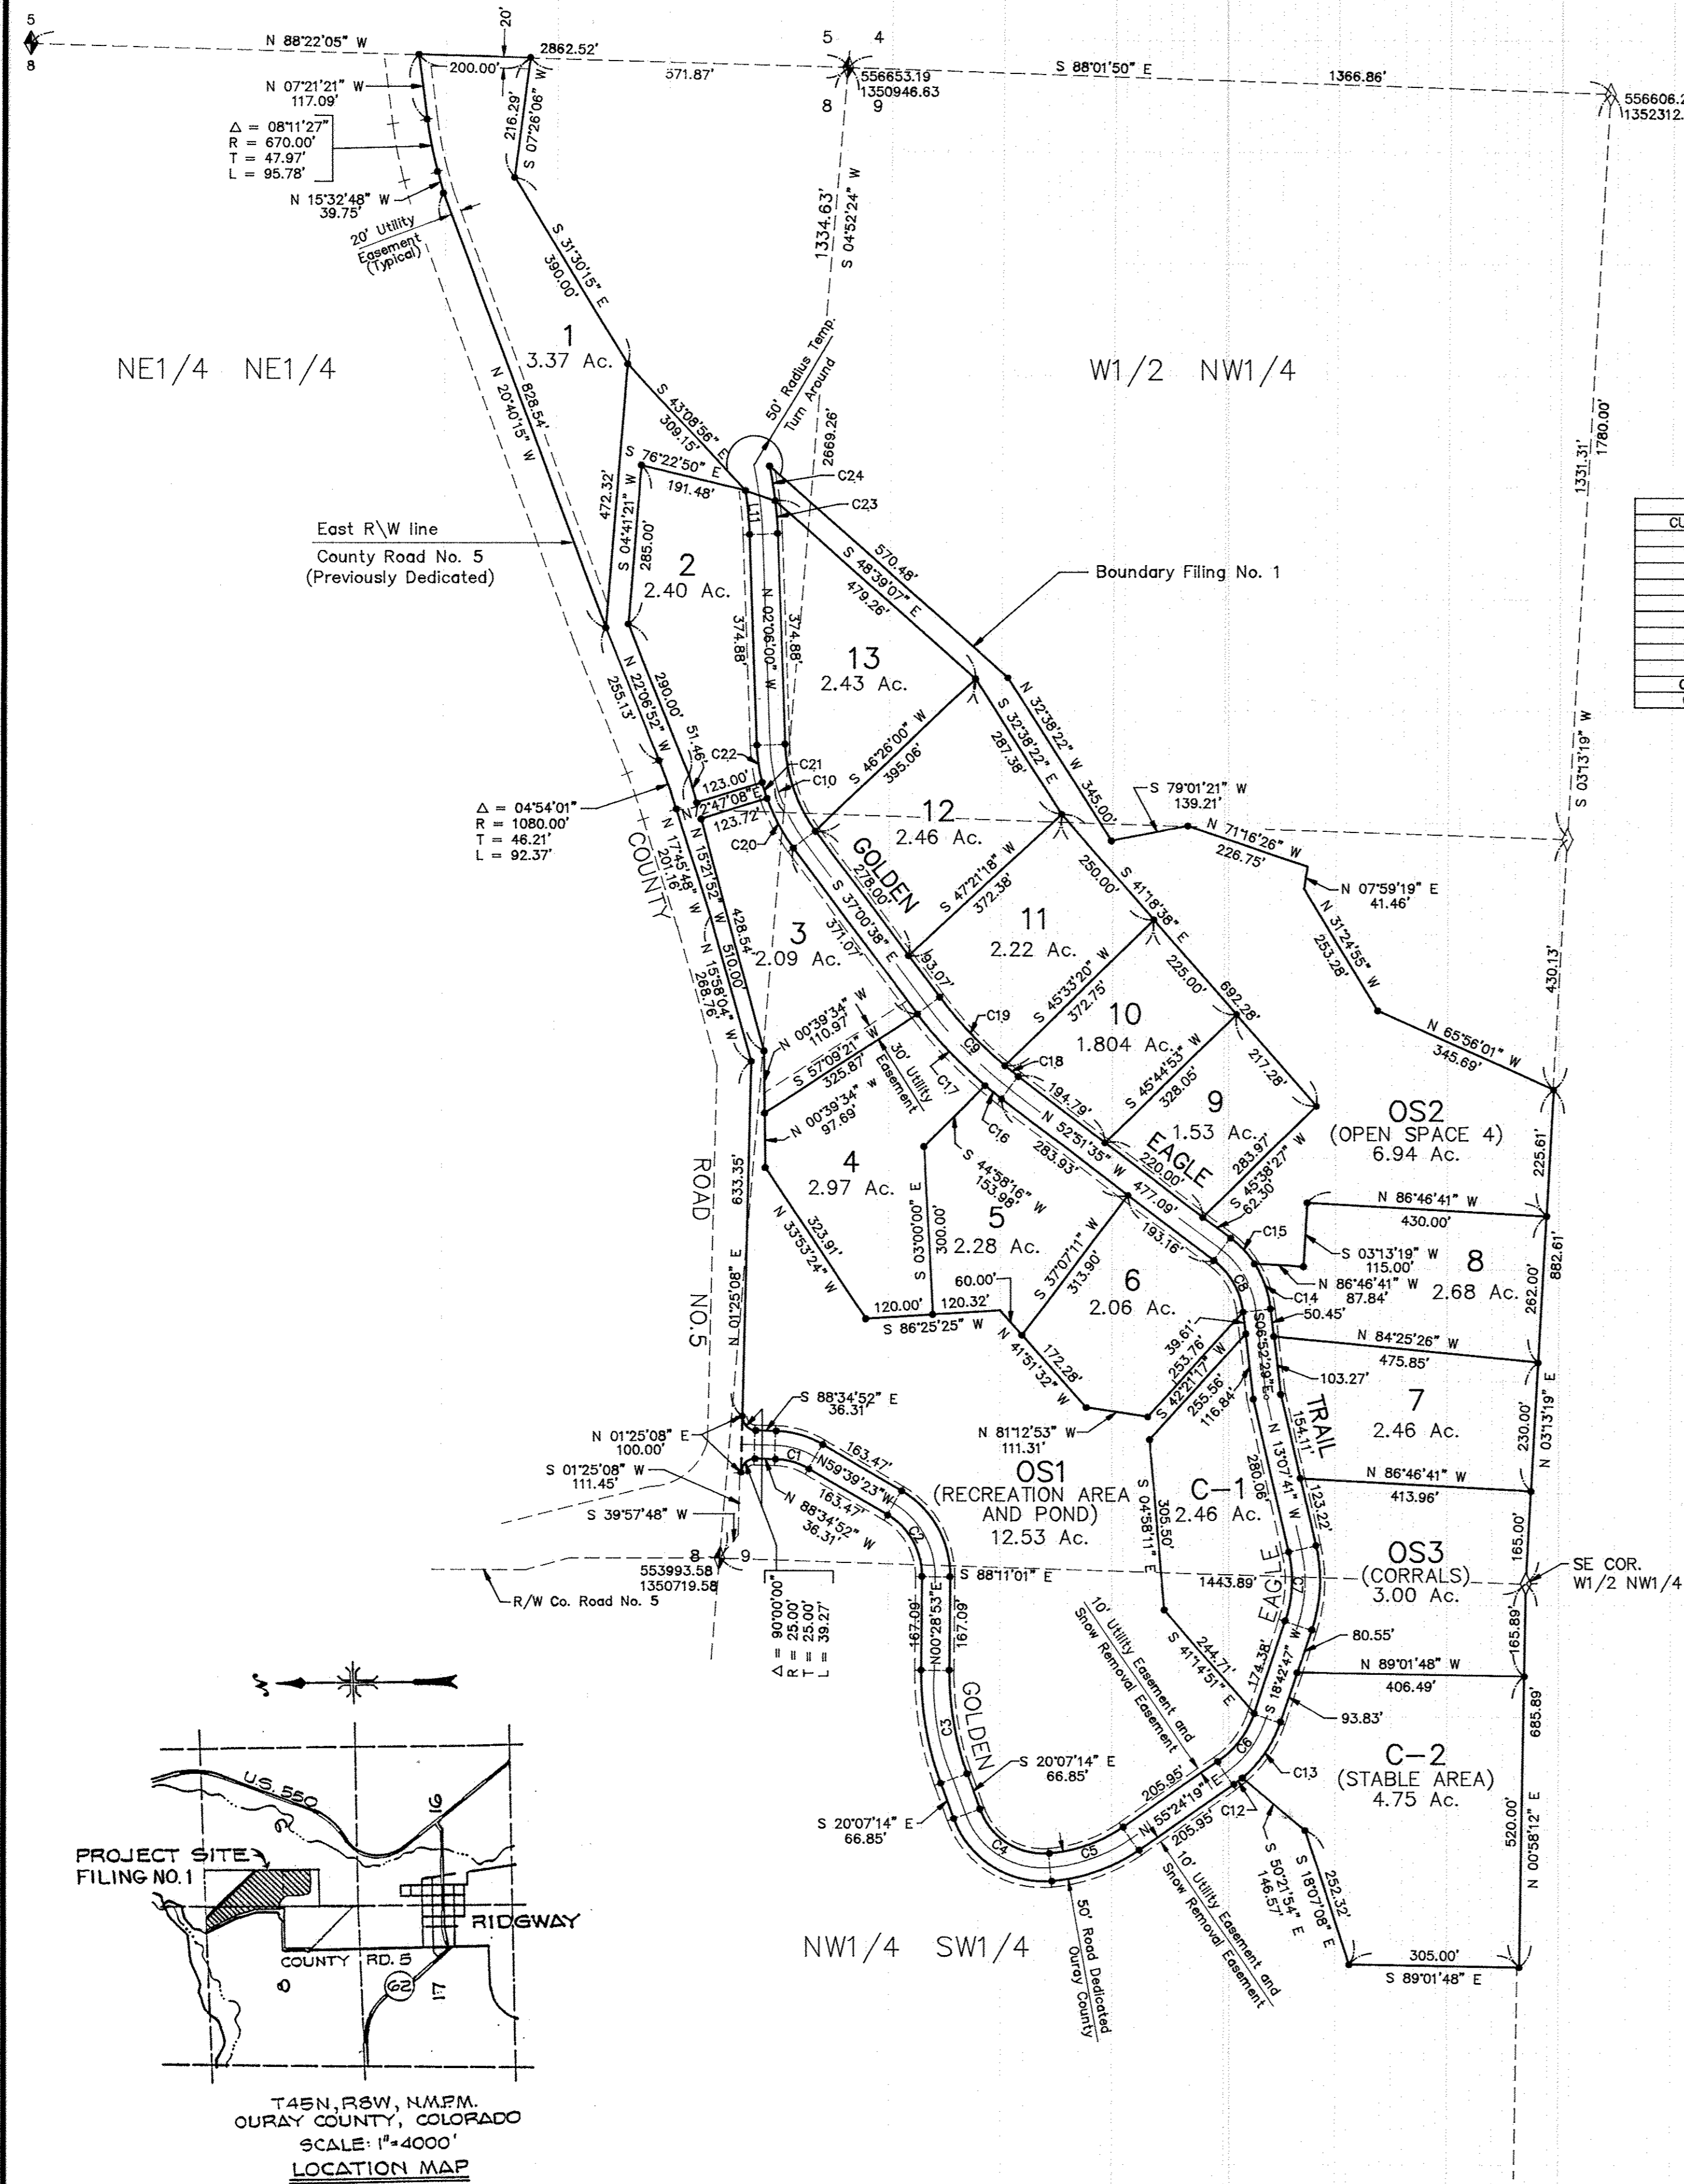 5
8
N 88°22'05" W
20'
200.00'
2862.52'
571.87'
5 4
8 9
556653.19
1350946.63
S 88°01'50" E
1366.86'
N 07°21'21" W
117.09'
Δ = 08°11'27"
R = 670.00'
T = 47.97'
L = 95.78'
N 15°32'48" W
39.75'
20' Utility
Easement
(Typical)
216.29'
S 07°26'06" W
S 31°30'15" E
390.00'
1334.63'
S 04°52'24" W
NE1/4 NE1/4
1
3.37 Ac.
W1/2 NW1/4
N 20°40'15" W
828.54'
S 43°08'56" E
309.15'
50' Radius Temp.
Turn Around
2669.26'
1331.31'
1780.00'
S 03°13'19" W
472.32'
S 76°22'50" E
191.48'
S 04°41'21" W
285.00'
L11
C24
C23
East R\W line
County Road No. 5
(Previously Dedicated)
2
2.40 Ac.
570.48'
S 48°39'07" E
479.26'
Boundary Filing No. 1
374.88'
N 02°06'00" W
374.88'
13
2.43 Ac.
N 22°06'52" W
255.13'
290.00'
51.46'
C22
C21
C10
123.00'
N 72°47'08" E
123.72'
C20
S 46°26'00" W
395.06'
S 32°38'22" E
287.38'
N 32°38'22" W
345.00'
S 79°01'21" W
139.21'
N 71°16'26" W
226.75'
N 07°59'19" E
41.46'
N 31°24'55" W
253.28'
N 65°56'01" W
345.69'
430.13'
Δ = 04°54'01"
R = 1080.00'
T = 46.21'
L = 92.37'
12
2.46 Ac.
GOLDEN
278.00'
S 47°21'18" W
372.38'
250.00'
S 41°18'38" E
225.00'
692.28'
217.28'
COUNTY
N 17°45'48" W
201.16'
N 15°21'52" W
428.54'
510.00'
N 15°58'04" W
268.76'
3
2.09 Ac.
S 37°00'38" E
371.07'
93.07'
11
2.22 Ac.
C19
C9
S 45°33'20" W
372.75'
10
1.804 Ac.
C18
C17
C16
N 00°39'34" W
110.97'
S 57°09'21" W
325.87'
30' Utility
Easement
N 00°39'34" W
97.69'
194.79'
S 45°44'53" W
328.05'
9
1.53 Ac.
N 52°51'35" W
EAGLE
220.00'
283.97'
S 45°38'27" W
62.30'
OS2
(OPEN SPACE 4)
6.94 Ac.
225.61'
N 86°46'41" W
430.00'
283.93'
477.09'
193.16'
4
2.97 Ac.
S 44°58'16" W
153.98'
S 03°00'00" E
300.00'
5
2.28 Ac.
C15
S 03°13'19" W
115.00'
N 86°46'41" W
87.84'
8
2.68 Ac.
882.61'
262.00'
ROAD
NO.5
633.35'
N 01°25'08" E
N 33°53'24" W
323.91'
60.00'
S 37°07'11" W
313.90'
6
2.06 Ac.
C8
C14
50.45'
N 84°25'26" W
475.85'
120.00'
120.32'
S 86°25'25" W
N 41°51'32" W
172.28'
39.61'
253.76'
S 42°21'17" W
255.56'
116.84'
S 06°52'29" E
103.27'
TRAIL
154.11'
7
2.46 Ac.
230.00'
N 03°13'19" E
S 88°34'52" E
36.31'
N 81°12'53" W
111.31'
N 01°25'08" E
100.00'
S 01°25'08" W
111.45'
C1
163.47'
N59°39'23"W
163.47'
N 88°34'52" W
36.31'
S 39°57'48" W
OS1
(RECREATION AREA
AND POND)
12.53 Ac.
C-1
2.46 Ac.
280.06'
N 13°07'41" W
123.22'
N 86°46'41" W
413.96'
C2
305.50'
S 04°58'11" E
165.00'
8 9
553993.58
1350719.58
R/W Co. Road No. 5
S 88°11'01" E
1443.89'
EAGLE
C7
OS3
(CORRALS)
3.00 Ac.
SE COR.
W1/2 NW1/4
Δ = 90°00'00"
R = 25.00'
T = 25.00'
L = 39.27'
167.09'
N00°28'53"E
167.09'
10' Utility Easement and
Snow Removal Easement
244.71'
S 41°14'51" E
174.38'
S 18°42'47" W
80.55'
165.89'
N 89°01'48" W
406.49'
GOLDEN
C3
93.83'
685.89'
S 20°07'14" E
66.85'
C6
C13
C-2
(STABLE AREA)
4.75 Ac.
S 20°07'14" E
66.85'
C4
C5
205.95'
N 55°24'19" E
205.95'
C12
S 50°21'54" E
146.57'
252.32'
S 18°07'08" E
520.00'
N 00°58'12" E
10' Utility Easement and
Snow Removal Easement
50' Road Dedicated
Ouray County
NW1/4 SW1/4
305.00'
S 89°01'48" E
N
U.S. 550
16
PROJECT SITE
FILING NO.1
RIDGWAY
COUNTY RD. 5
8
62
17
T45N, R8W, N.M.P.M.
OURAY COUNTY, COLORADO
SCALE: 1"=4000'
LOCATION MAP